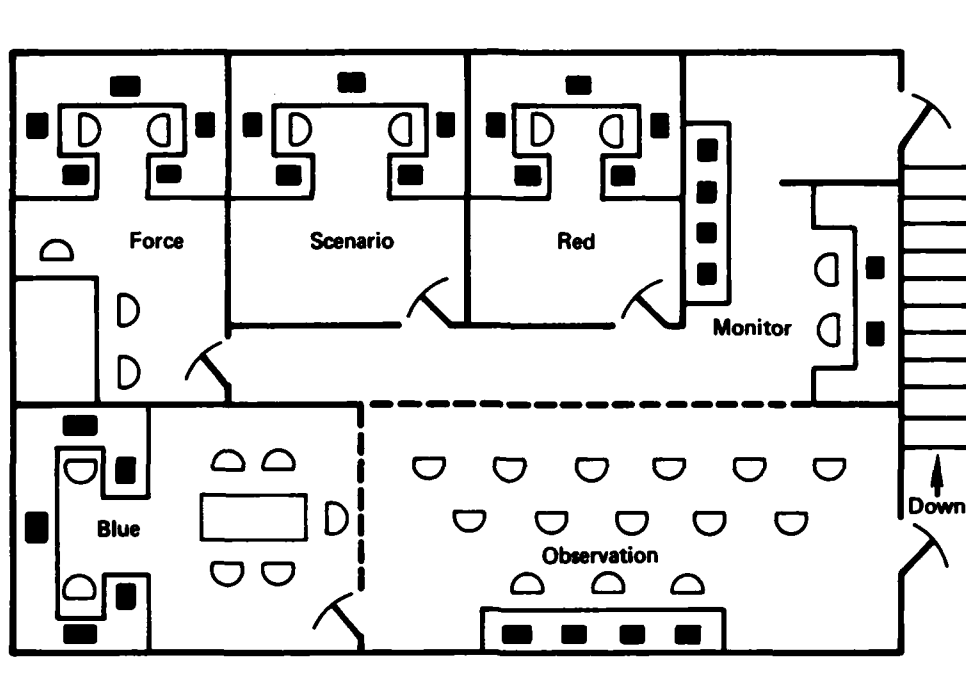 Force
Scenario
Red
Monitor
Blue
Down
Observation